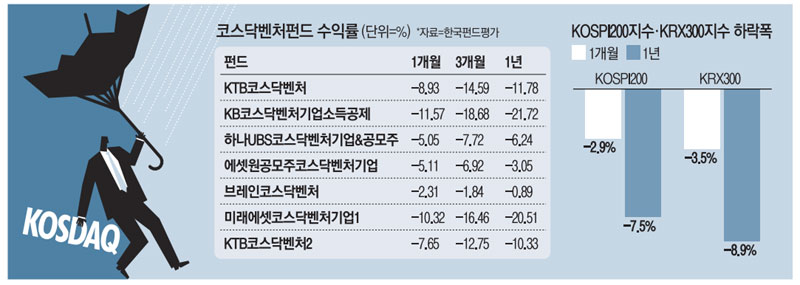 KOSDAQ
코스닥벤처펀드 수익률 (단위=%) *자료=한국펀드평가
펀드 1개월 3개월 1년
KTB코스닥벤처 -8.93 -14.59 -11.78
KB코스닥벤처기업소득공제 -11.57 -18.68 -21.72
하나UBS코스닥벤처기업&공모주 -5.05 -7.72 -6.24
에셋원공모주코스닥벤처기업 -5.11 -6.92 -3.05
브레인코스닥벤처 -2.31 -1.84 -0.89
미래에셋코스닥벤처기업1 -10.32 -16.46 -20.51
KTB코스닥벤처2 -7.65 -12.75 -10.33
KOSPI200지수·KRX300지수 하락폭
1개월 1년
KOSPI200 KRX300
-2.9% -3.5%
-7.5%
-8.9%